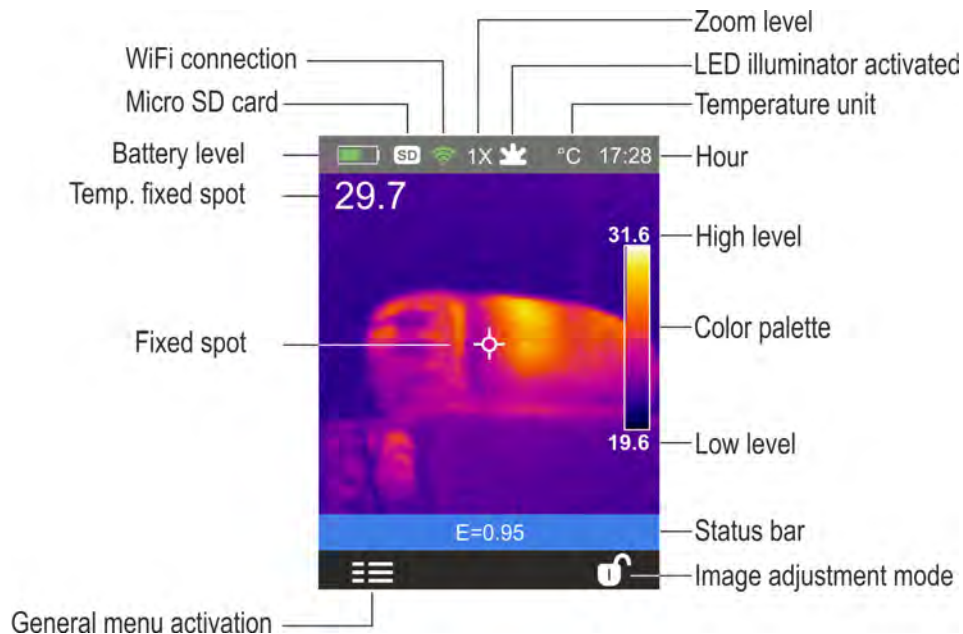 Zoom level
WiFi connection
LED illuminator activated
Micro SD card
Temperature unit
Battery level
SD 1X °C 17:28
Hour
Temp. fixed spot
29.7
31.6
High level
Fixed spot
Color palette
19.6
Low level
E=0.95
Status bar
Image adjustment mode
General menu activation